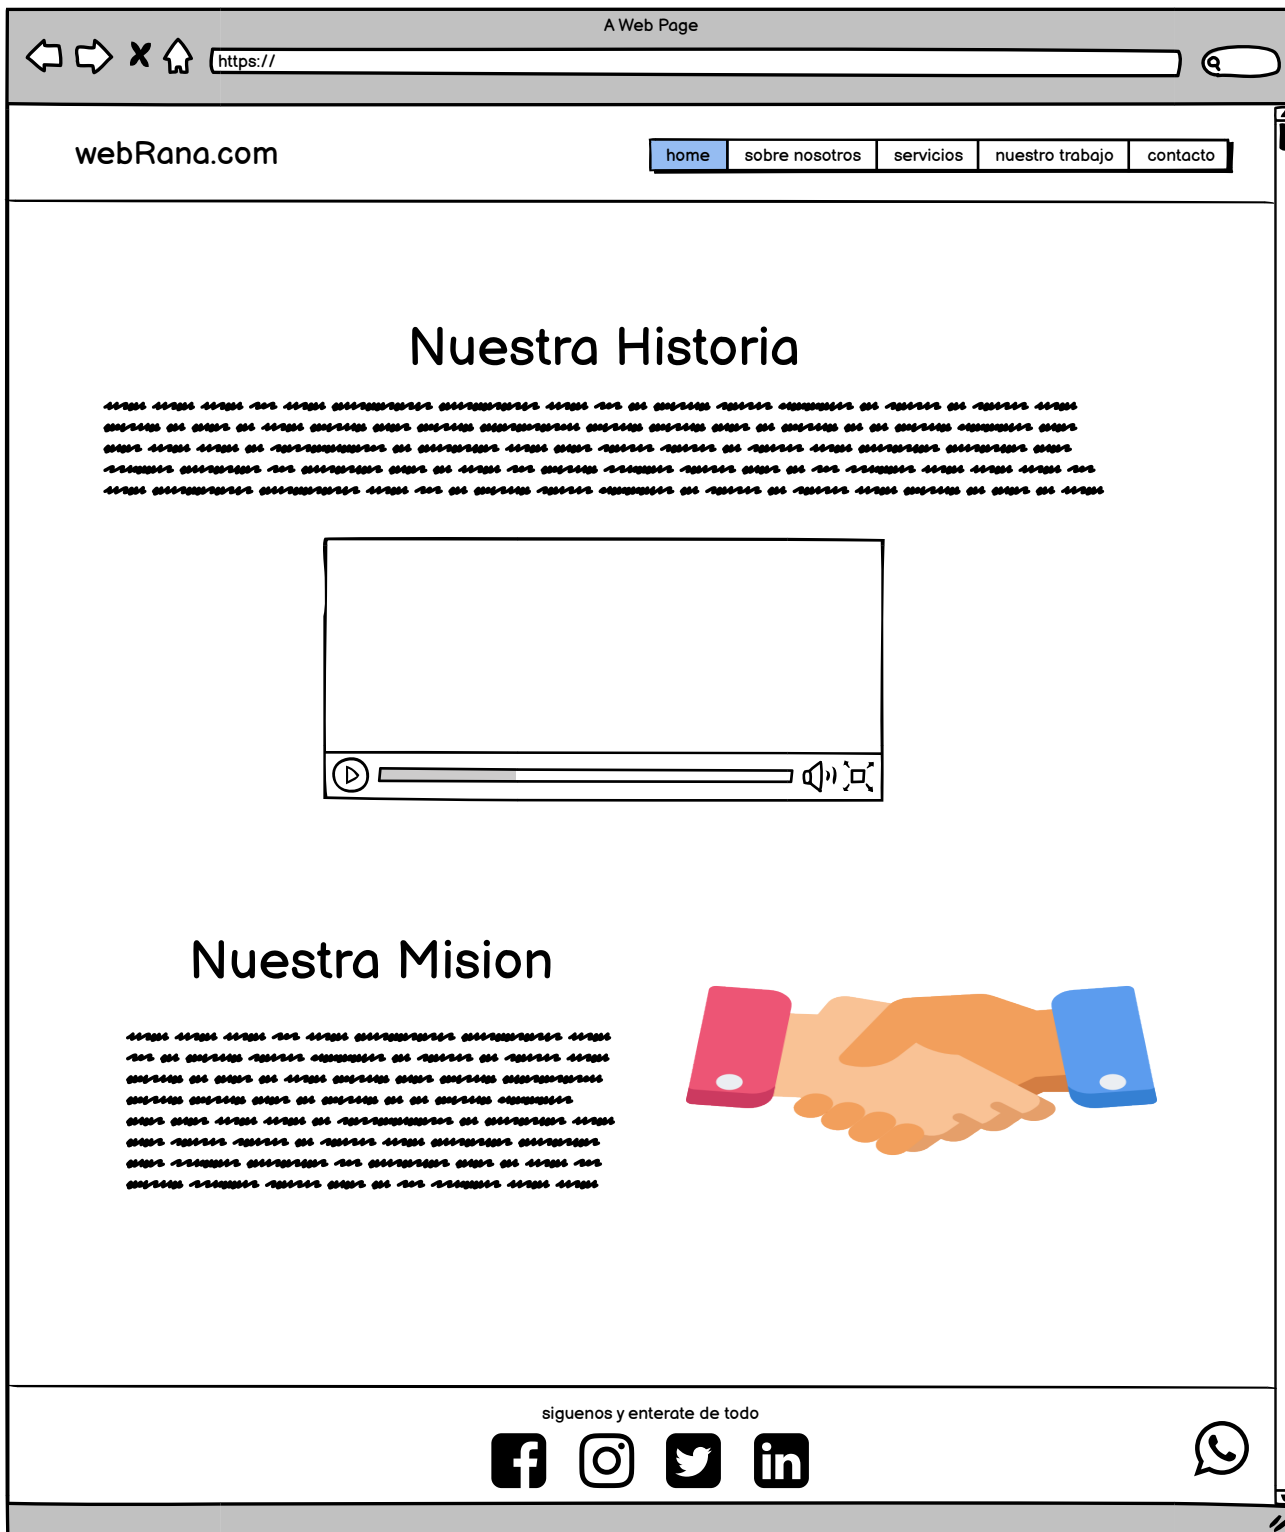 A Web Page
https://
webRana.com
home sobre nosotros servicios nuestro trabajo contacto
Nuestra Historia
Nuestra Mision
siguenos y enterate de todo